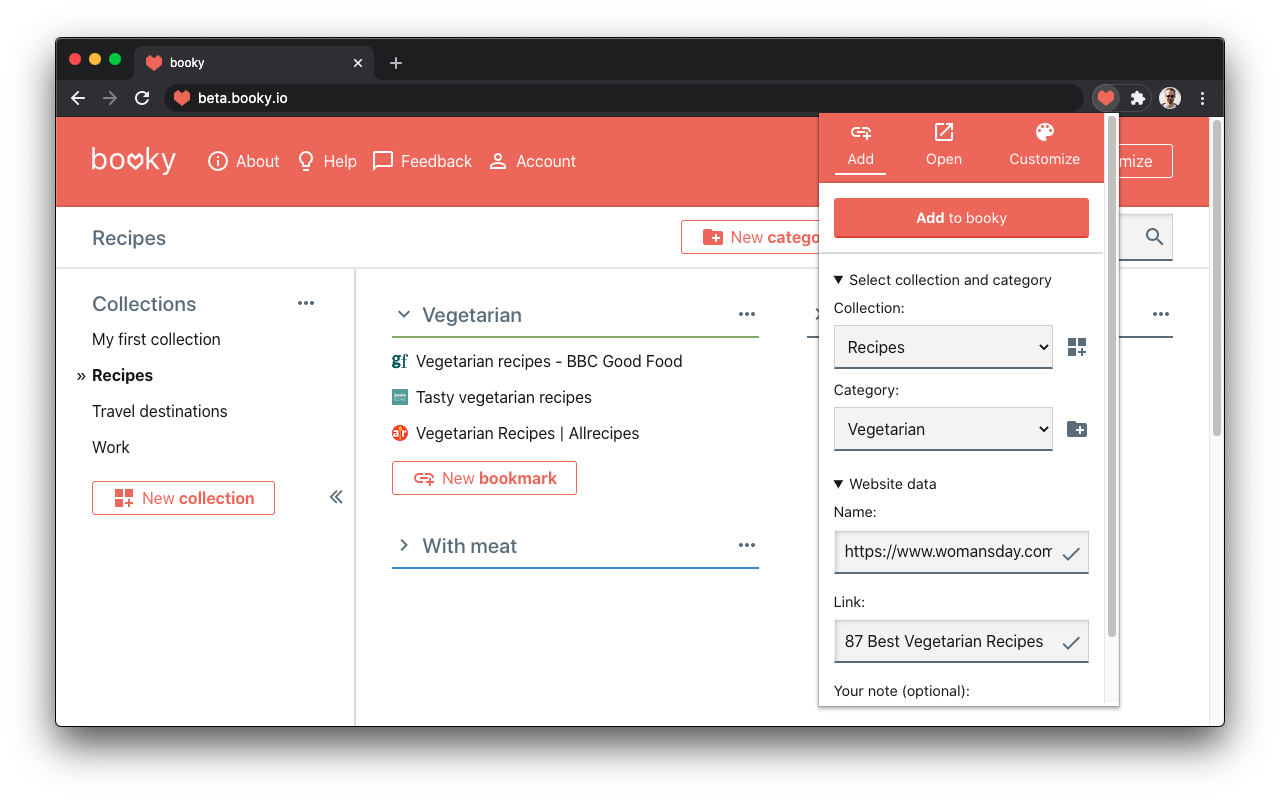 booky
beta.booky.io
booky
About
Help
Feedback
Account
mize
Add
Open
Customize
Recipes
New catego
Add to booky
Collections
My first collection
» Recipes
Travel destinations
Work
New collection
Vegetarian
gf Vegetarian recipes - BBC Good Food
Tasty vegetarian recipes
ar Vegetarian Recipes | Allrecipes
New bookmark
With meat
Select collection and category
Collection:
Recipes
Category:
Vegetarian
Website data
Name:
https://www.womansday.com
Link:
87 Best Vegetarian Recipes
Your note (optional):